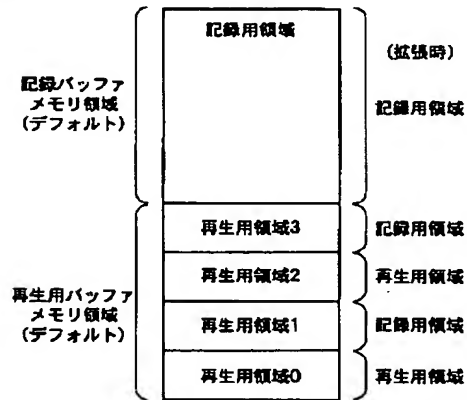 記録用領域
(拡張時)
記録用領域
記録バッファ
メモリ領域
(デフォルト)
再生用領域3
記録用領域
再生用領域2
再生用領域
再生用バッファ
メモリ領域
(デフォルト)
再生用領域1
記録用領域
再生用領域0
再生用領域